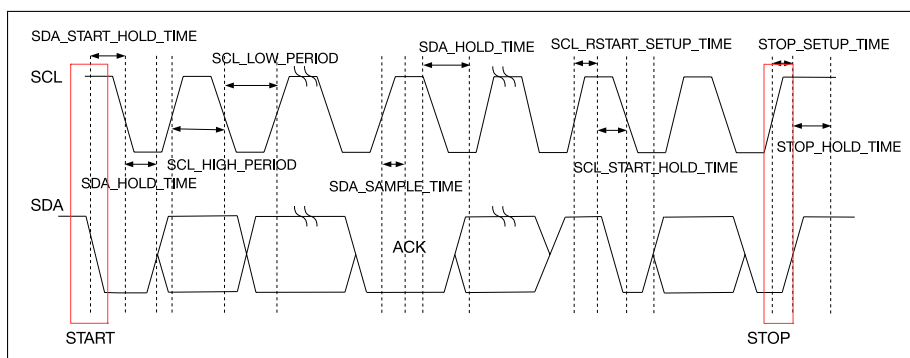 SDA_START_HOLD_TIME
SCL_LOW_PERIOD
SDA_HOLD_TIME
SCL_RSTART_SETUP_TIME
STOP_SETUP_TIME
SCL
SCL_HIGH_PERIOD
SDA_HOLD_TIME
SDA_SAMPLE_TIME
SCL_START_HOLD_TIME
STOP_HOLD_TIME
SDA
ACK
START
STOP